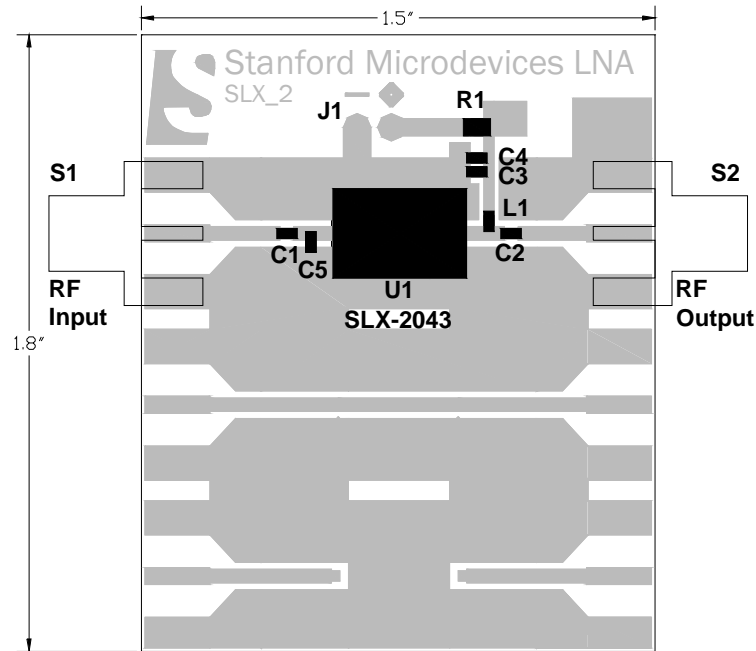 1.5"
Stanford Microdevices LNA
SLX_2
J1
R1
C4
C3
S1
S2
L1
C1
C5
C2
U1
RF
Input
RF
Output
SLX-2043
1.8"